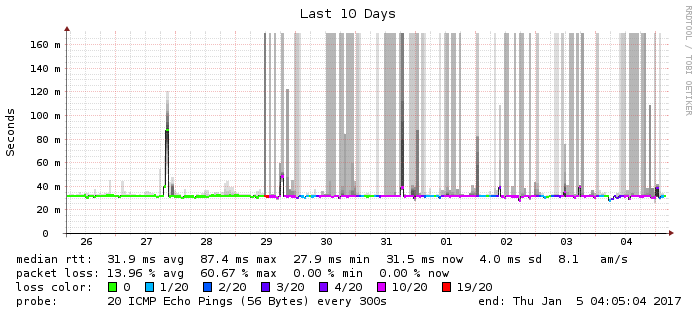 Last 10 Days
RRDTOOL / TOBI OETIKER
Seconds
160 m
140 m
120 m
100 m
80 m
60 m
40 m
20 m
0
26 27 28 29 30 31 01 02 03 04
median rtt: 31.9 ms avg 87.4 ms max 27.9 ms min 31.5 ms now 4.0 ms sd 8.1 am/s
packet loss: 13.96 % avg 60.67 % max 0.00 % min 0.00 % now
loss color: 0 1/20 2/20 3/20 4/20 10/20 19/20
probe: 20 ICMP Echo Pings (56 Bytes) every 300s end: Thu Jan 5 04:05:04 2017